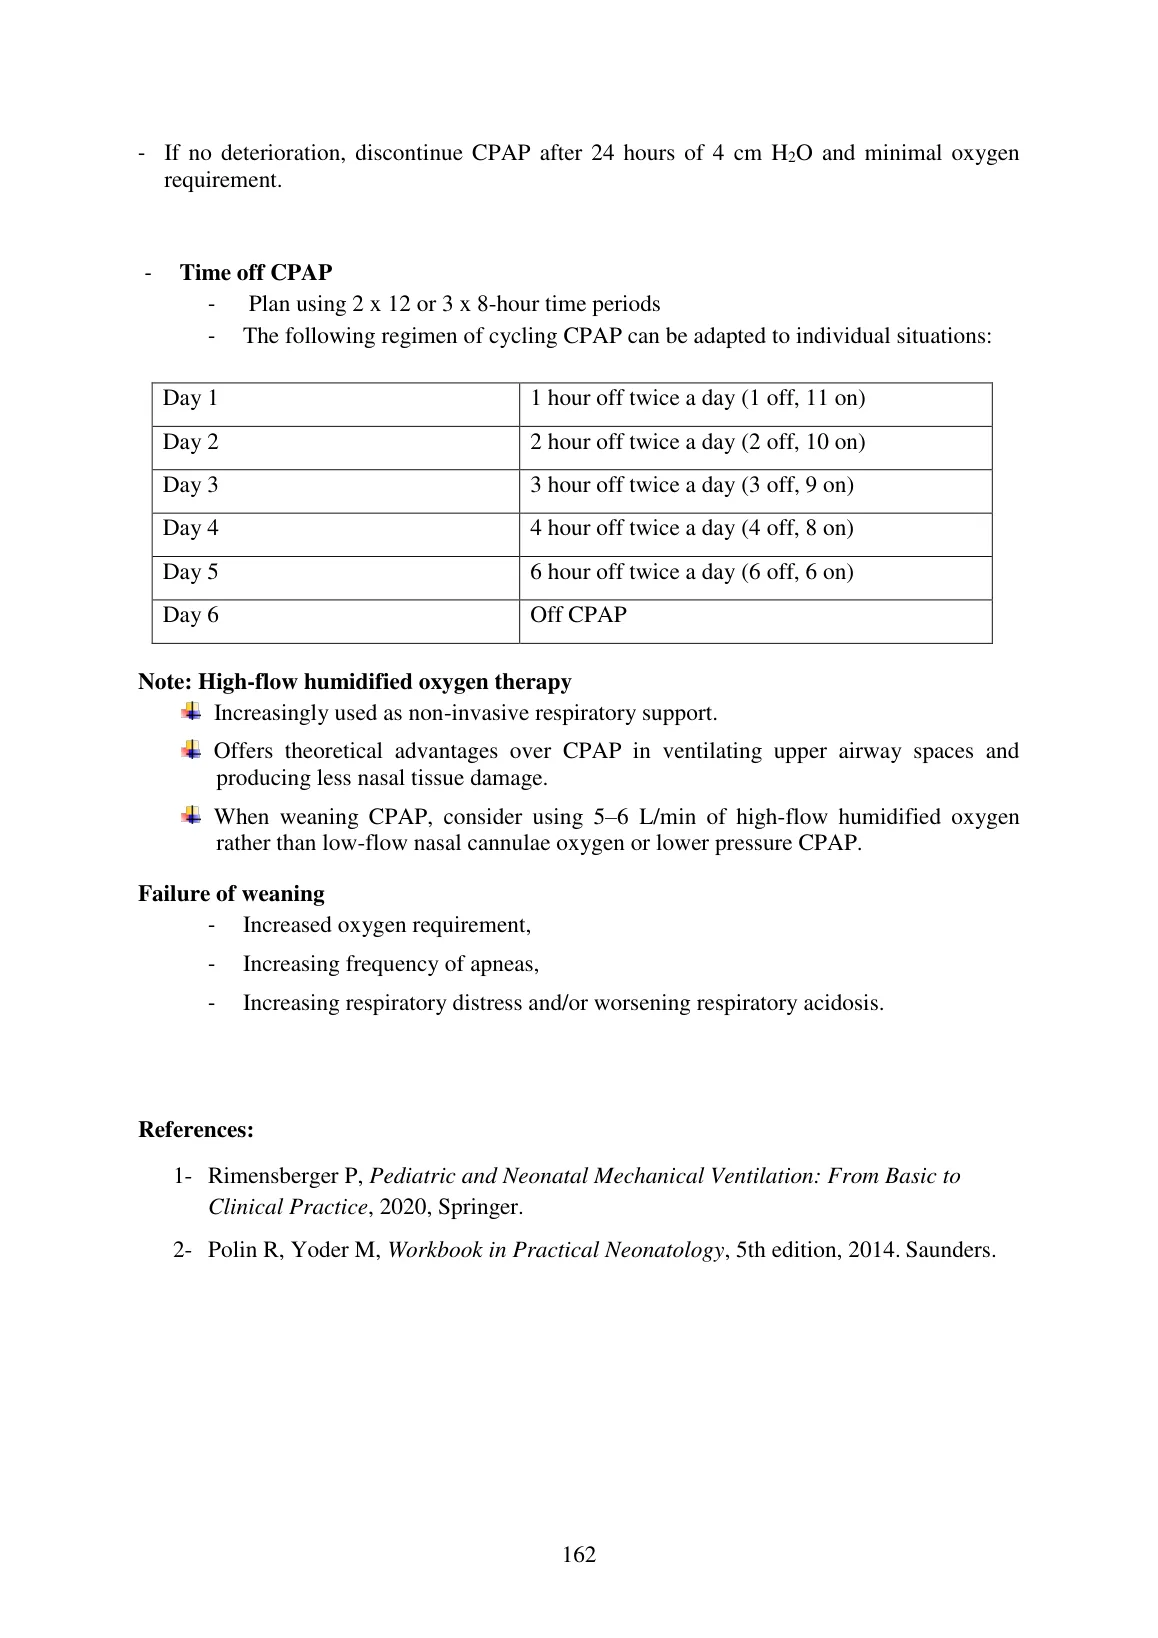 - If no deterioration, discontinue CPAP after 24 hours of 4 cm H₂O and minimal oxygen
requirement.
- Time off CPAP
- Plan using 2 x 12 or 3 x 8-hour time periods
- The following regimen of cycling CPAP can be adapted to individual situations:
Day 1 1 hour off twice a day (1 off, 11 on)
Day 2 2 hour off twice a day (2 off, 10 on)
Day 3 3 hour off twice a day (3 off, 9 on)
Day 4 4 hour off twice a day (4 off, 8 on)
Day 5 6 hour off twice a day (6 off, 6 on)
Day 6 Off CPAP
Note: High-flow humidified oxygen therapy
Increasingly used as non-invasive respiratory support.
Offers theoretical advantages over CPAP in ventilating upper airway spaces and
producing less nasal tissue damage.
When weaning CPAP, consider using 5–6 L/min of high-flow humidified oxygen
rather than low-flow nasal cannulae oxygen or lower pressure CPAP.
Failure of weaning
- Increased oxygen requirement,
- Increasing frequency of apneas,
- Increasing respiratory distress and/or worsening respiratory acidosis.
References:
1- Rimensberger P, Pediatric and Neonatal Mechanical Ventilation: From Basic to
Clinical Practice, 2020, Springer.
2- Polin R, Yoder M, Workbook in Practical Neonatology, 5th edition, 2014. Saunders.
162